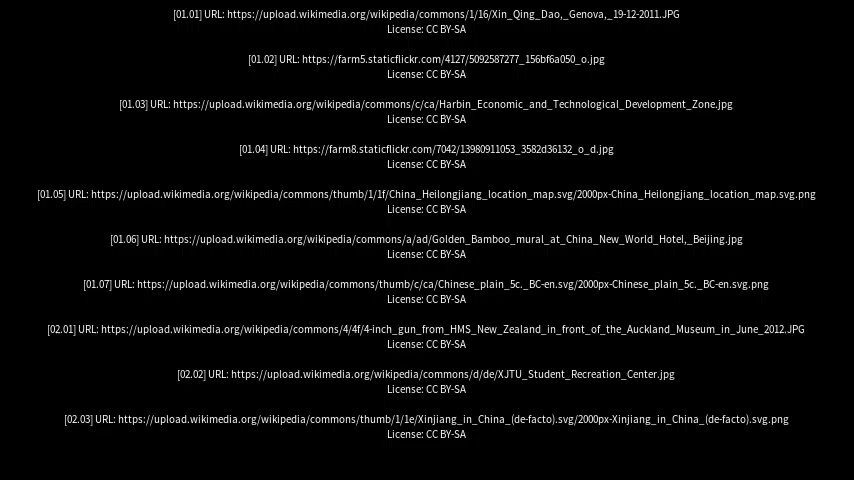 [01.01] URL: https://upload.wikimedia.org/wikipedia/commons/1/16/Xin_Qing_Dao,_Genova,_19-12-2011.JPG
License: CC BY-SA
[01.02] URL: https://farm5.staticflickr.com/4127/5092587277_156bf6a050_o.jpg
License: CC BY-SA
[01.03] URL: https://upload.wikimedia.org/wikipedia/commons/c/ca/Harbin_Economic_and_Technological_Development_Zone.jpg
License: CC BY-SA
[01.04] URL: https://farm8.staticflickr.com/7042/13980911053_3582d36132_o_d.jpg
License: CC BY-SA
[01.05] URL: https://upload.wikimedia.org/wikipedia/commons/thumb/1/1f/China_Heilongjiang_location_map.svg/2000px-China_Heilongjiang_location_map.svg.png
License: CC BY-SA
[01.06] URL: https://upload.wikimedia.org/wikipedia/commons/a/ad/Golden_Bamboo_mural_at_China_New_World_Hotel,_Beijing.jpg
License: CC BY-SA
[01.07] URL: https://upload.wikimedia.org/wikipedia/commons/thumb/c/ca/Chinese_plain_5c._BC-en.svg/2000px-Chinese_plain_5c._BC-en.svg.png
License: CC BY-SA
[02.01] URL: https://upload.wikimedia.org/wikipedia/commons/4/4f/4-inch_gun_from_HMS_New_Zealand_in_front_of_the_Auckland_Museum_in_June_2012.JPG
License: CC BY-SA
[02.02] URL: https://upload.wikimedia.org/wikipedia/commons/d/de/XJTU_Student_Recreation_Center.jpg
License: CC BY-SA
[02.03] URL: https://upload.wikimedia.org/wikipedia/commons/thumb/1/1e/Xinjiang_in_China_(de-facto).svg/2000px-Xinjiang_in_China_(de-facto).svg.png
License: CC BY-SA